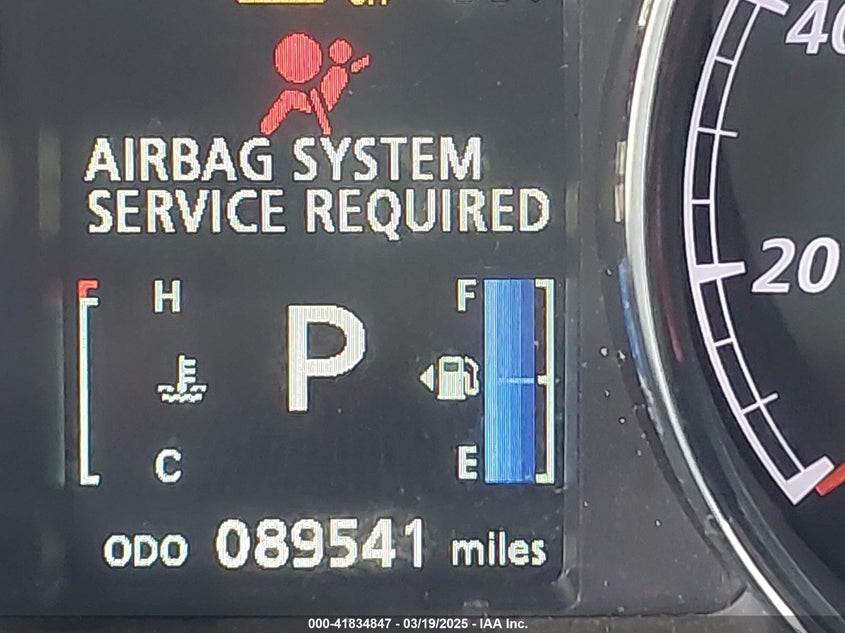 AIRBAG SYSTEM
SERVICE REQUIRED
H F
P
C E
ODO 089541 miles
40
20
000-41834847 - 03/19/2025 - IAA Inc.